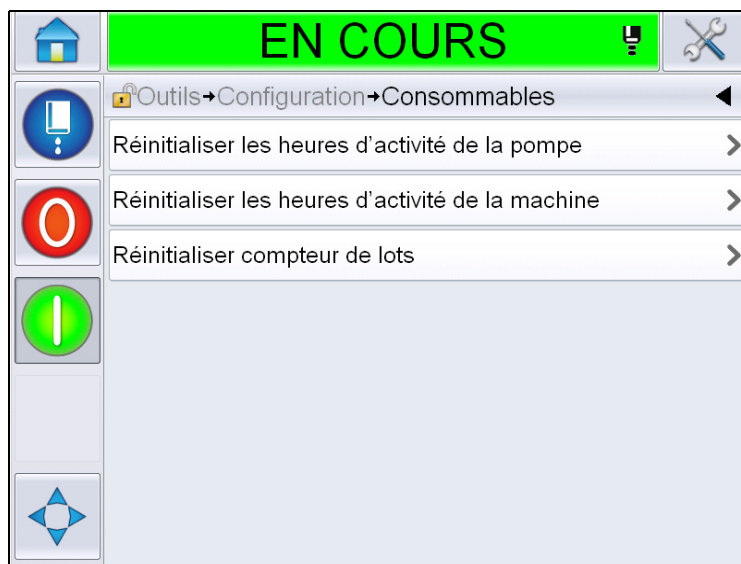 EN COURS
Outils→Configuration→Consommables
Réinitialiser les heures d'activité de la pompe
Réinitialiser les heures d'activité de la machine
Réinitialiser compteur de lots